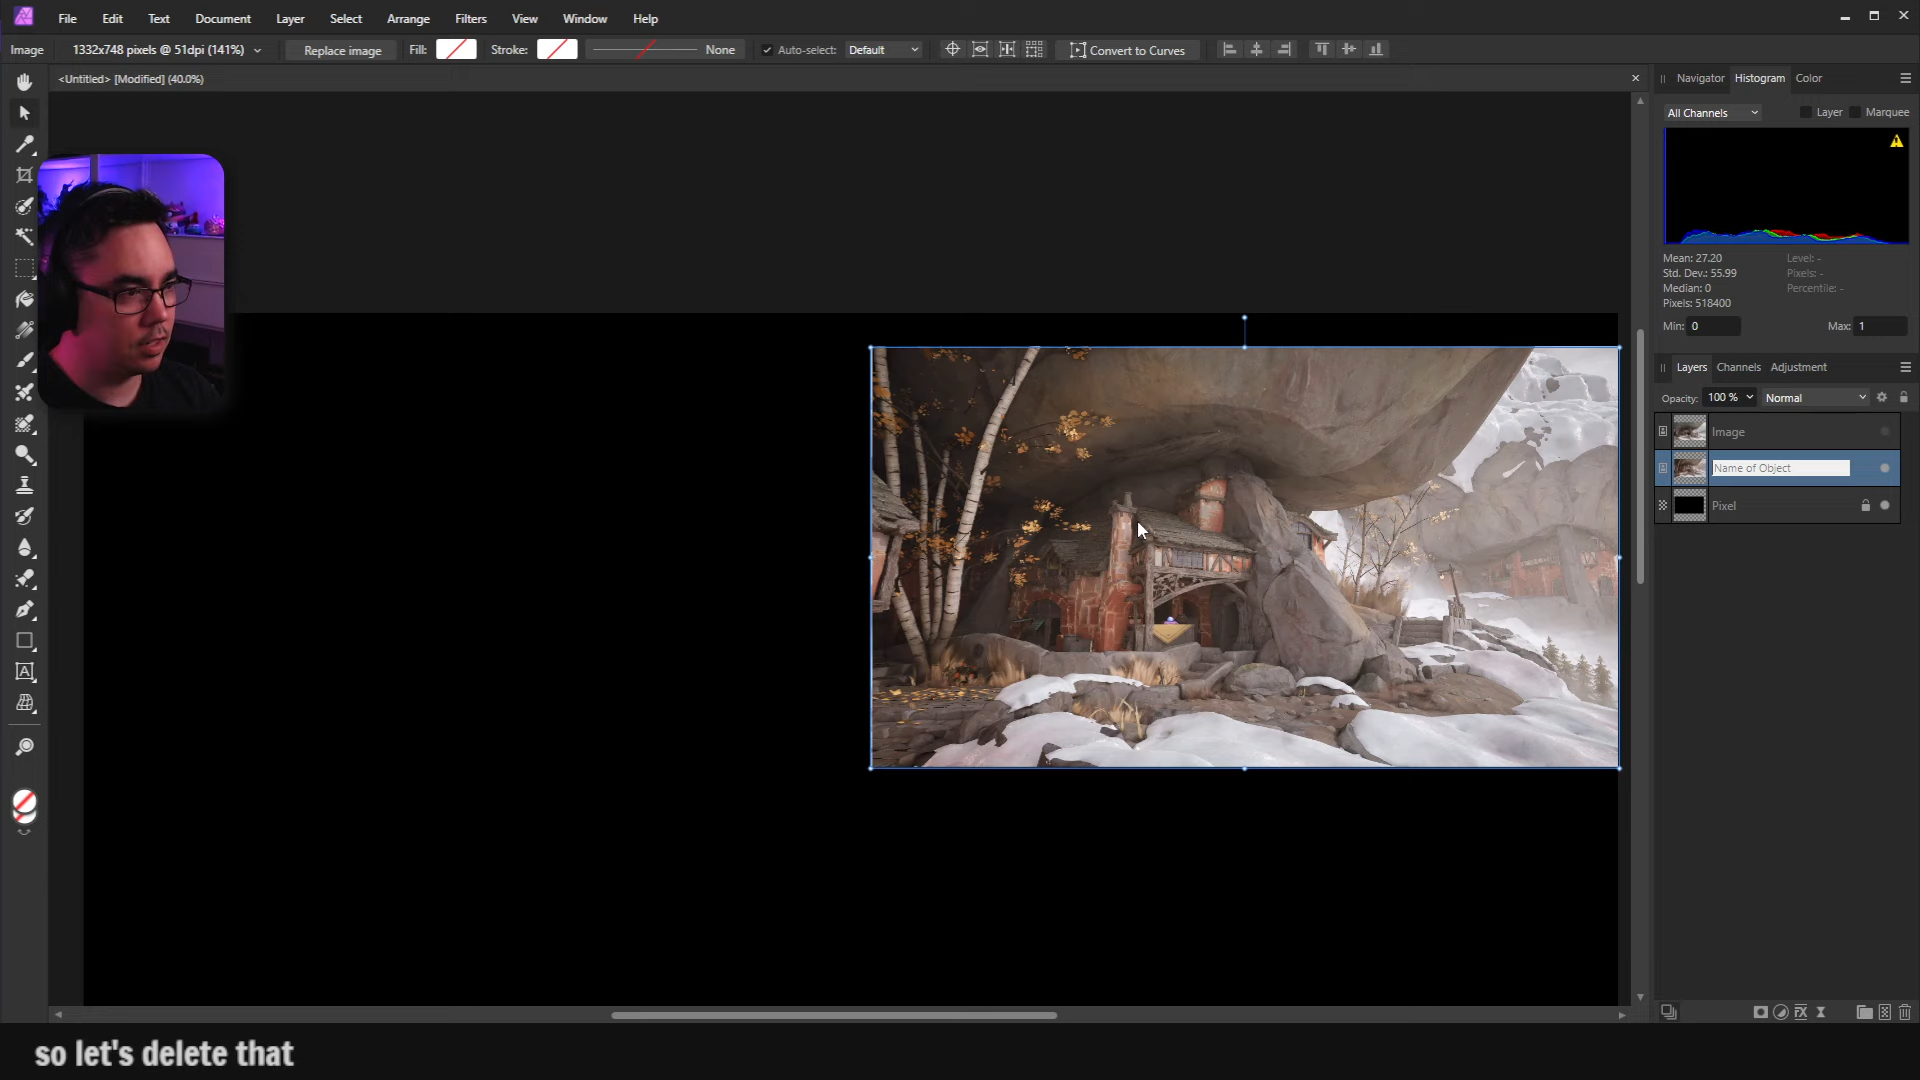 File Edit Text Document Layer Select Arrange Filters View Window Help
Image 1332x748 pixels @ 51dpi (141%) Replace image Fill: Stroke: None Auto-select: Default Convert to Curves
<Untitled> [Modified] (40.0%)
Navigator Histogram Color
All Channels Layer Marquee
Mean: 27.20 Level: -
Std. Dev.: 55.99 Pixels: -
Median: 0 Percentile: -
Pixels: 518400
Min: 0 Max: 1
Layers Channels Adjustment
Opacity: 100 % Normal
Image
Name of Object
Pixel
so let's delete that